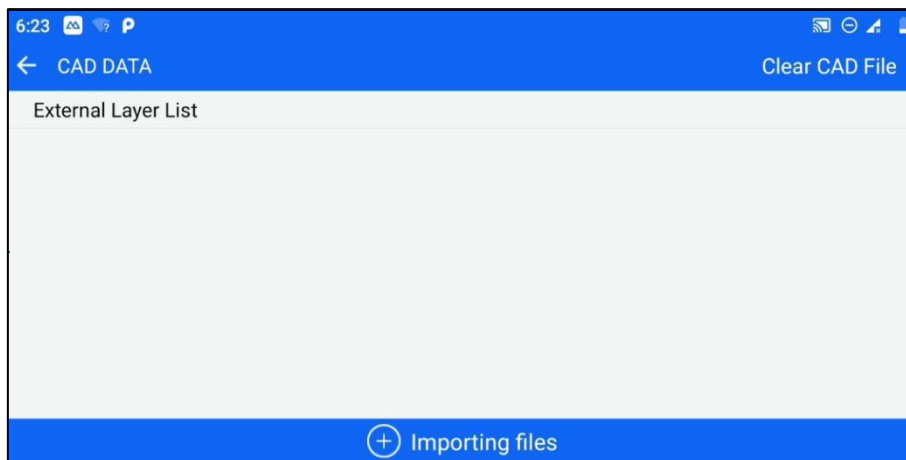 6:23
CAD DATA
Clear CAD File
External Layer List
Importing files